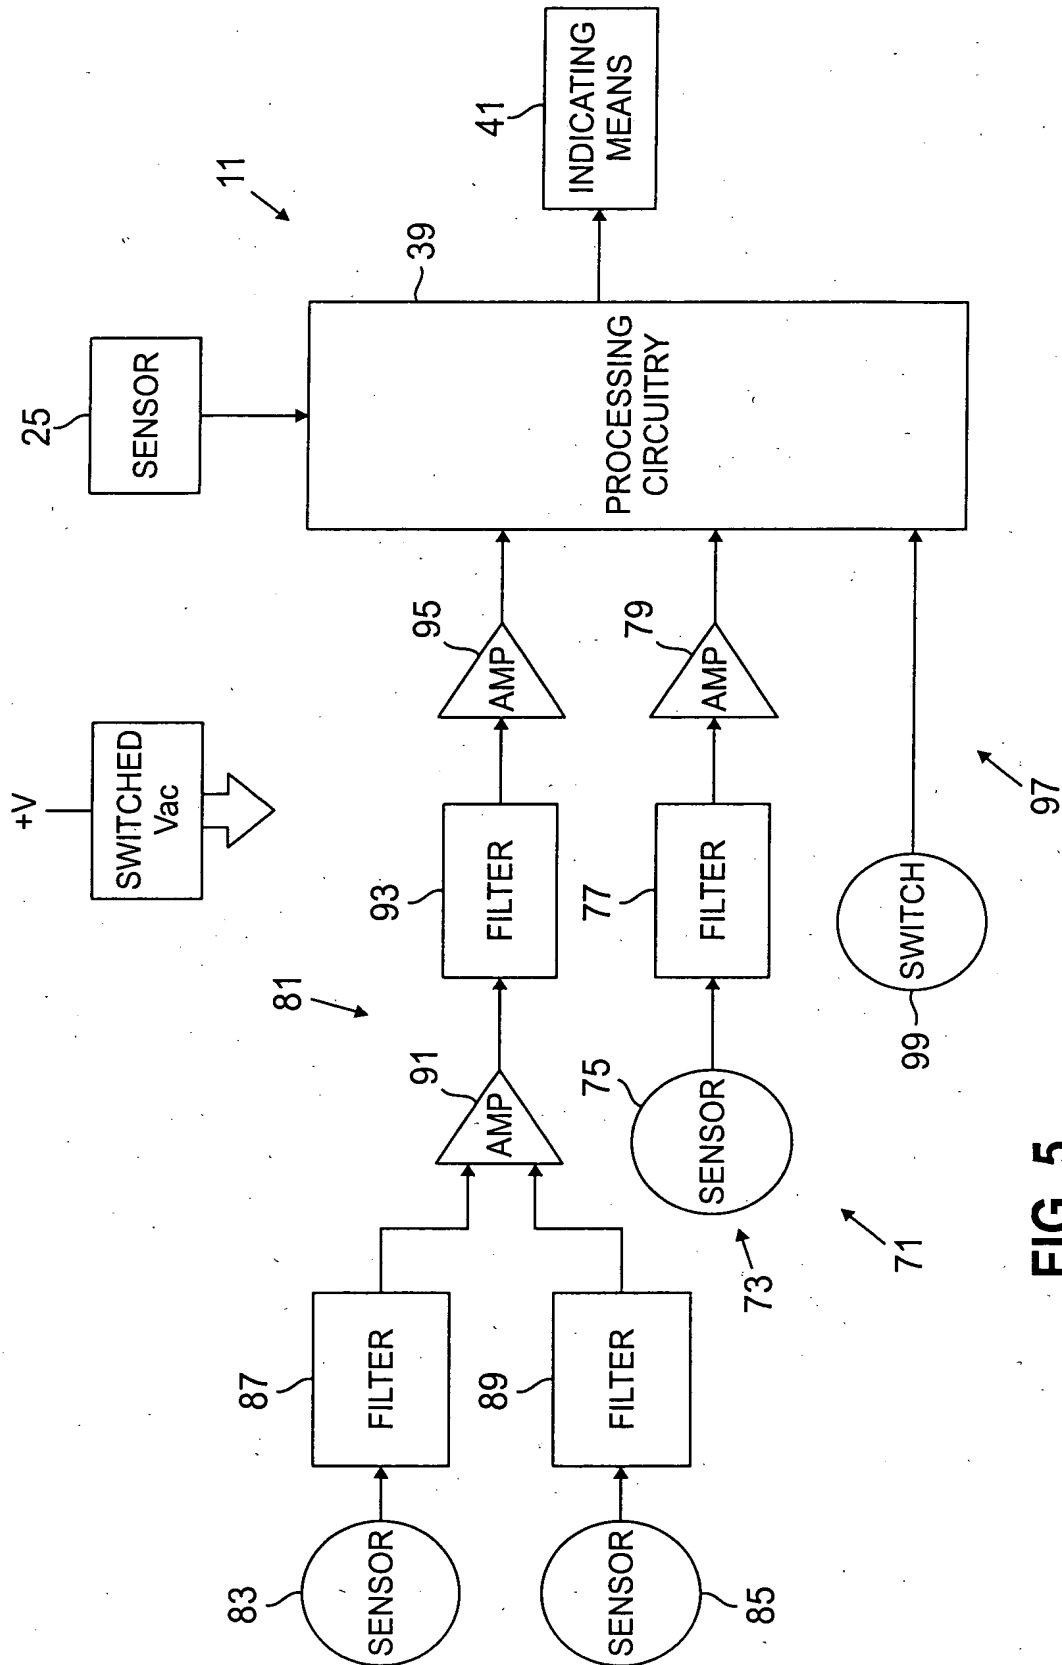 +V
SWITCHED
Vac
25
SENSOR
11
39
PROCESSING
CIRCUITRY
41
INDICATING
MEANS
81
83
SENSOR
87
FILTER
85
SENSOR
89
FILTER
91
AMP
93
FILTER
95
AMP
73
75
SENSOR
77
FILTER
79
AMP
71
99
SWITCH
97
FIG. 5